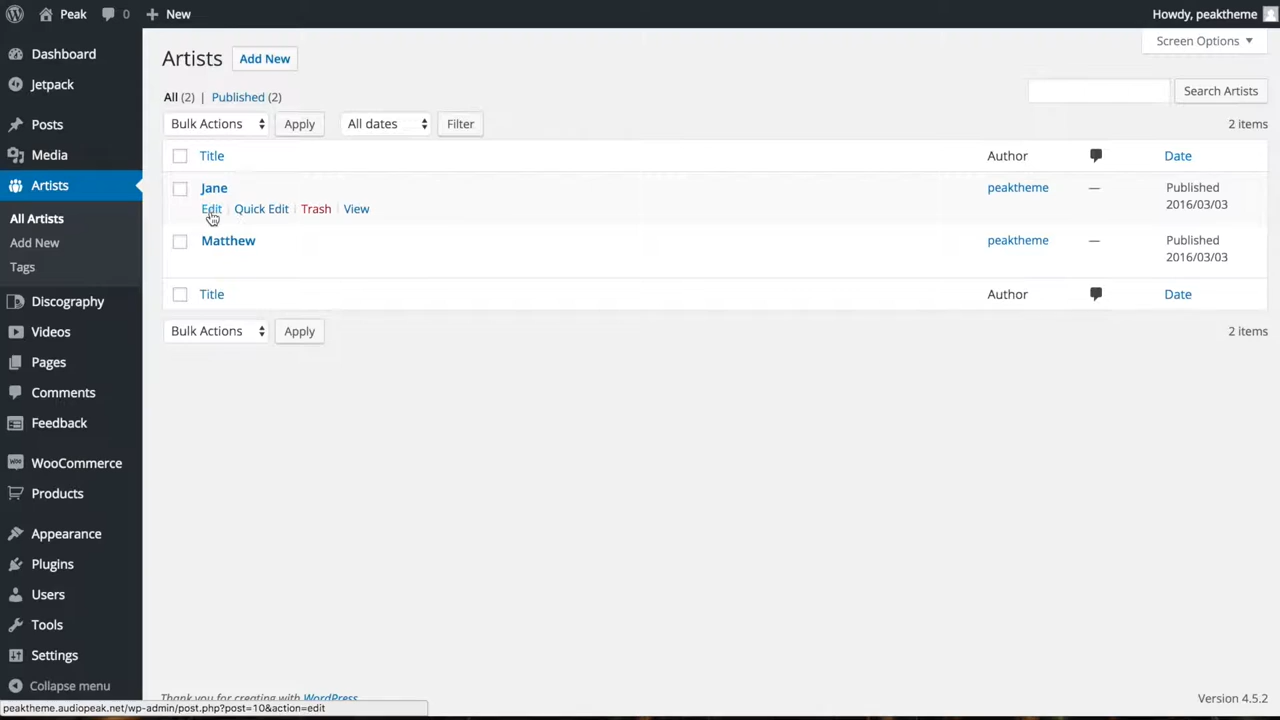 Peak 0 New Howdy, peaktheme
Screen Options
Dashboard
Jetpack
Posts
Media
Artists
All Artists
Add New
Tags
Discography
Videos
Pages
Comments
Feedback
WooCommerce
Products
Appearance
Plugins
Users
Tools
Settings
Collapse menu
Artists Add New
All (2) | Published (2)
Search Artists
Bulk Actions Apply All dates Filter 2 items
Title Author Date
Jane peaktheme — Published
2016/03/03
Edit | Quick Edit | Trash | View
Matthew peaktheme — Published
2016/03/03
Title Author Date
Bulk Actions Apply 2 items
Thank you for creating with WordPress
Version 4.5.2
peaktheme.audiopeak.net/wp-admin/post.php?post=10&action=edit